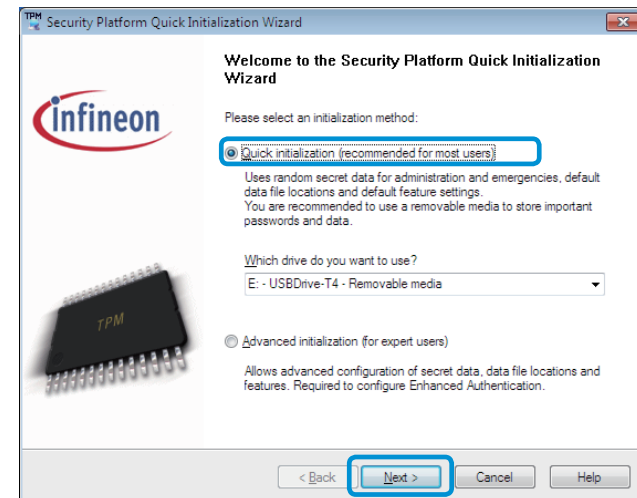 TPM
Security Platform Quick Initialization Wizard
Welcome to the Security Platform Quick Initialization
Wizard
infineon
Please select an initialization method:
Quick initialization (recommended for most users)
Uses random secret data for administration and emergencies, default
data file locations and default feature settings.
You are recommended to use a removable media to store important
passwords and data.
Which drive do you want to use?
E: - USBDrive-T4 - Removable media
TPM
Advanced initialization (for expert users)
Allows advanced configuration of secret data, data file locations and
features. Required to configure Enhanced Authentication.
< Back
Next >
Cancel
Help